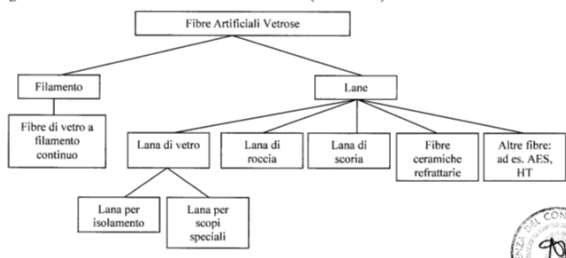 Fibre Artificiali Vetrose
Filamento
Lane
Fibre di vetro a
filamento
continuo
Lana di vetro
Lana di
roccia
Lana di
scoria
Fibre
ceramiche
refrattarie
Altre fibre:
ad es. AES,
HT
Lana per
isolamento
Lana per
scopi
speciali